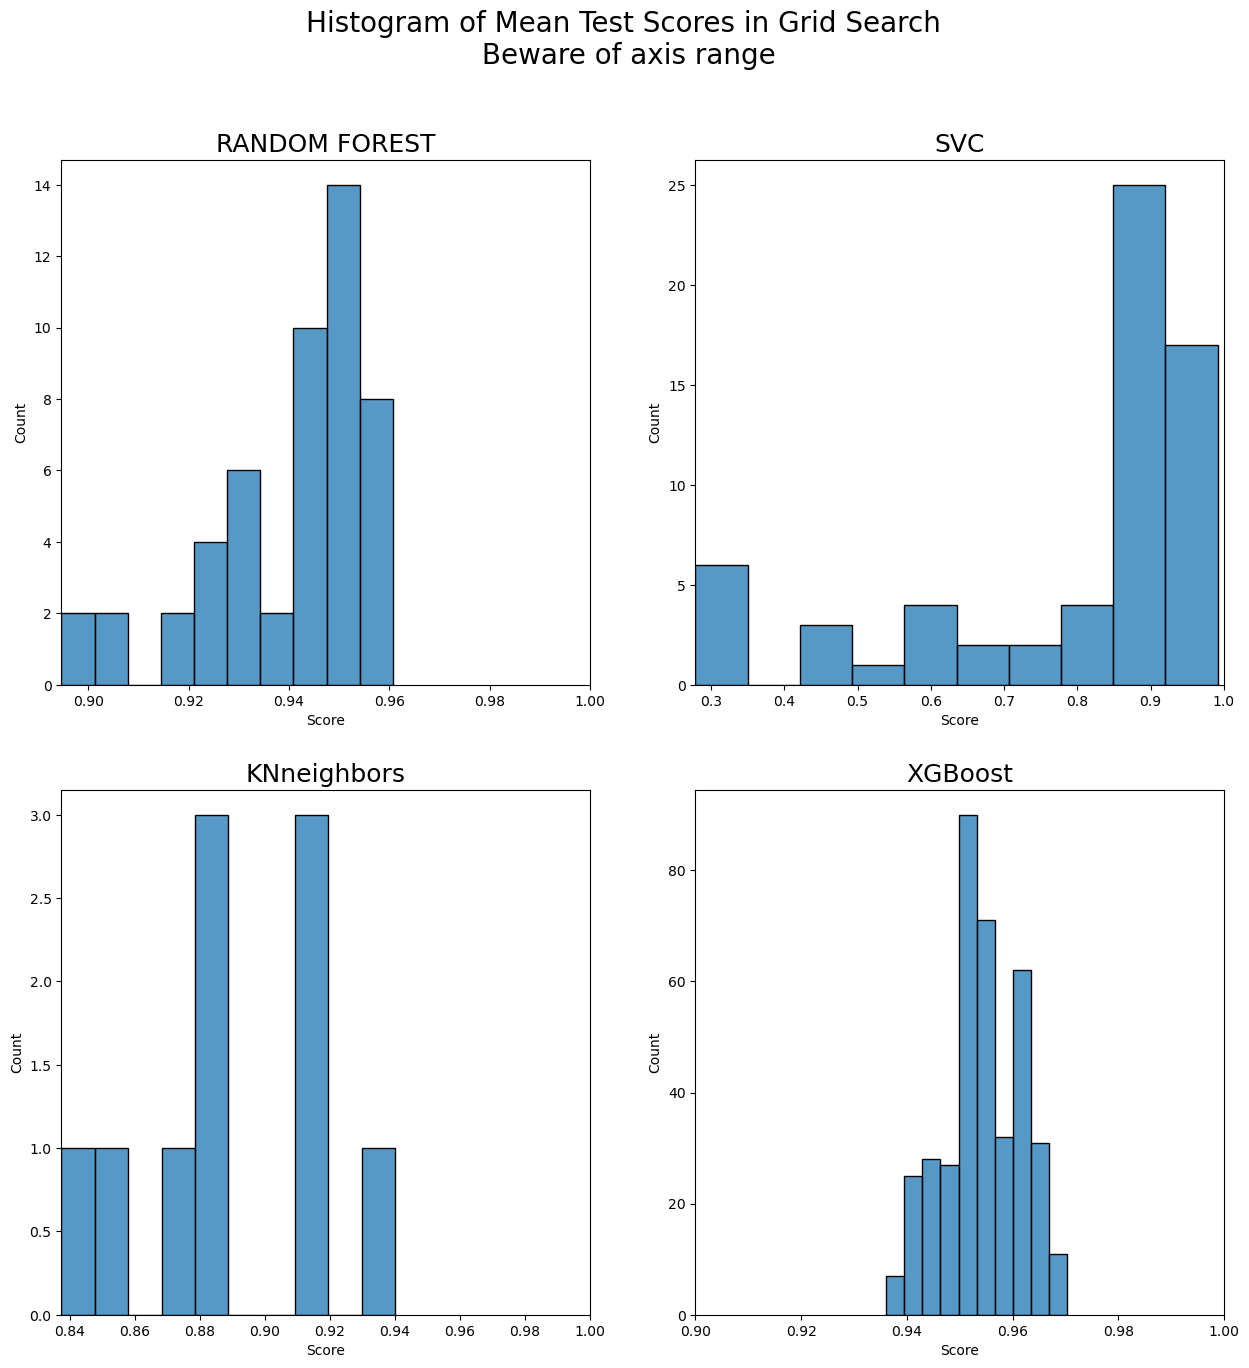 Histogram of Mean Test Scores in Grid Search
Beware of axis range
RANDOM FOREST
14
12
10
8
6
4
2
0
Count
0.90 0.92 0.94 0.96 0.98 1.00
Score
SVC
25
20
15
10
5
0
Count
0.3 0.4 0.5 0.6 0.7 0.8 0.9 1.0
Score
KNneighbors
3.0
2.5
2.0
1.5
1.0
0.5
0.0
Count
0.84 0.86 0.88 0.90 0.92 0.94 0.96 0.98 1.00
Score
XGBoost
80
60
40
20
0
Count
0.90 0.92 0.94 0.96 0.98 1.00
Score